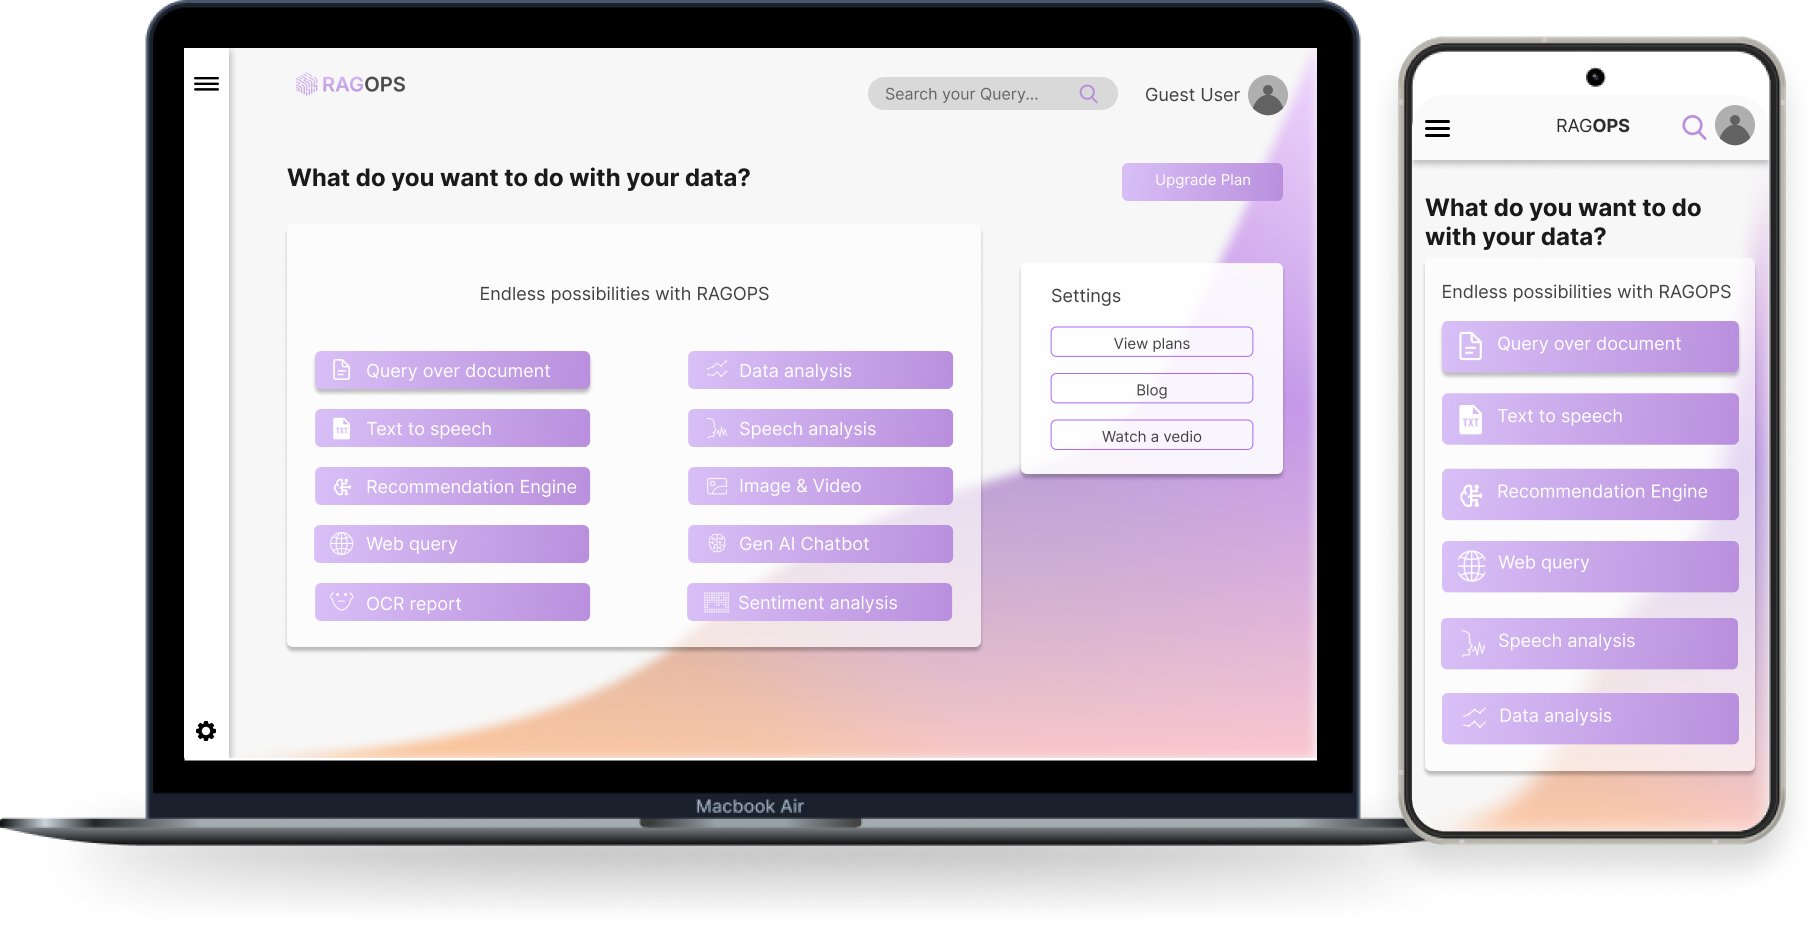 RAGOPS
Search your Query...
Guest User
What do you want to do with your data?
Upgrade Plan
Endless possibilities with RAGOPS
Query over document
Data analysis
TXT
Text to speech
Speech analysis
Recommendation Engine
Image & Video
Web query
Gen AI Chatbot
OCR report
Sentiment analysis
Settings
View plans
Blog
Watch a vedio
Macbook Air
RAGOPS
What do you want to do
with your data?
Endless possibilities with RAGOPS
Query over document
TXT
Text to speech
Recommendation Engine
Web query
Speech analysis
Data analysis